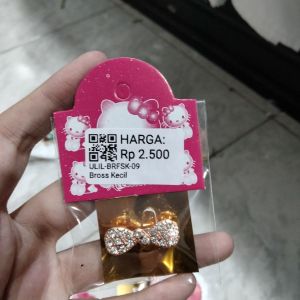 HARGA:
Rp 2.500
ULIL-BRFSK-09
Bross Kecil